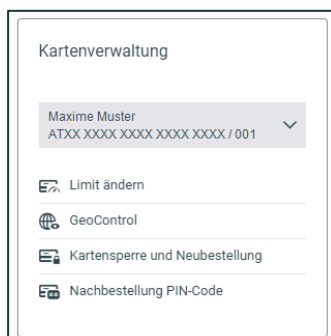 Kartenverwaltung
Maxime Muster
ATXX XXXX XXXX XXXX XXXX / 001
Limit ändern
GeoControl
Kartensperre und Neubestellung
Nachbestellung PIN-Code